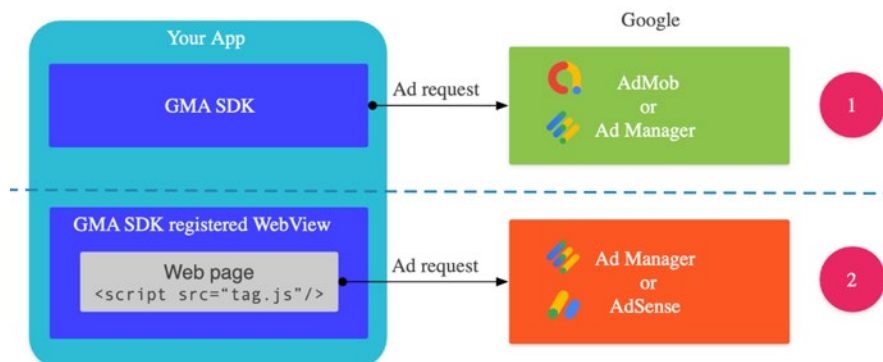 Your App
Google
GMA SDK
Ad request
AdMob
or
Ad Manager
1
GMA SDK registered WebView
Web page
<script src="tag.js"/>
Ad request
Ad Manager
or
AdSense
2